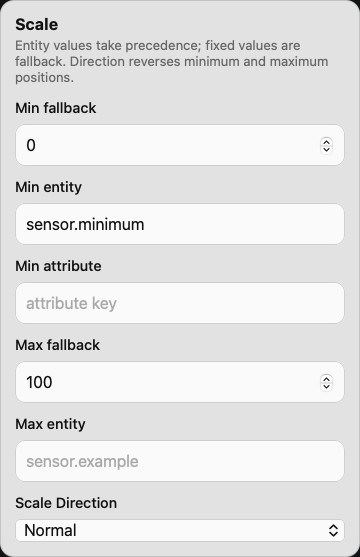 Scale
Entity values take precedence; fixed values are
fallback. Direction reverses minimum and maximum
positions.
Min fallback
0
Min entity
sensor.minimum
Min attribute
attribute key
Max fallback
100
Max entity
sensor.example
Scale Direction
Normal